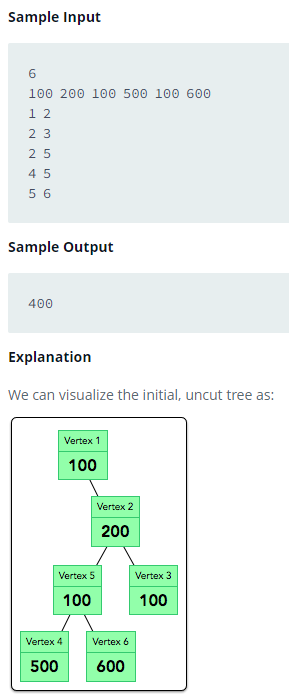 Sample Input
6
100 200 100 500 100 600
1 2
2 3
2 5
4 5
5 6
Sample Output
400
Explanation
We can visualize the initial, uncut tree as:
Vertex 1
100
Vertex 2
200
Vertex 5 Vertex 3
100 100
Vertex 4 Vertex 6
500 600